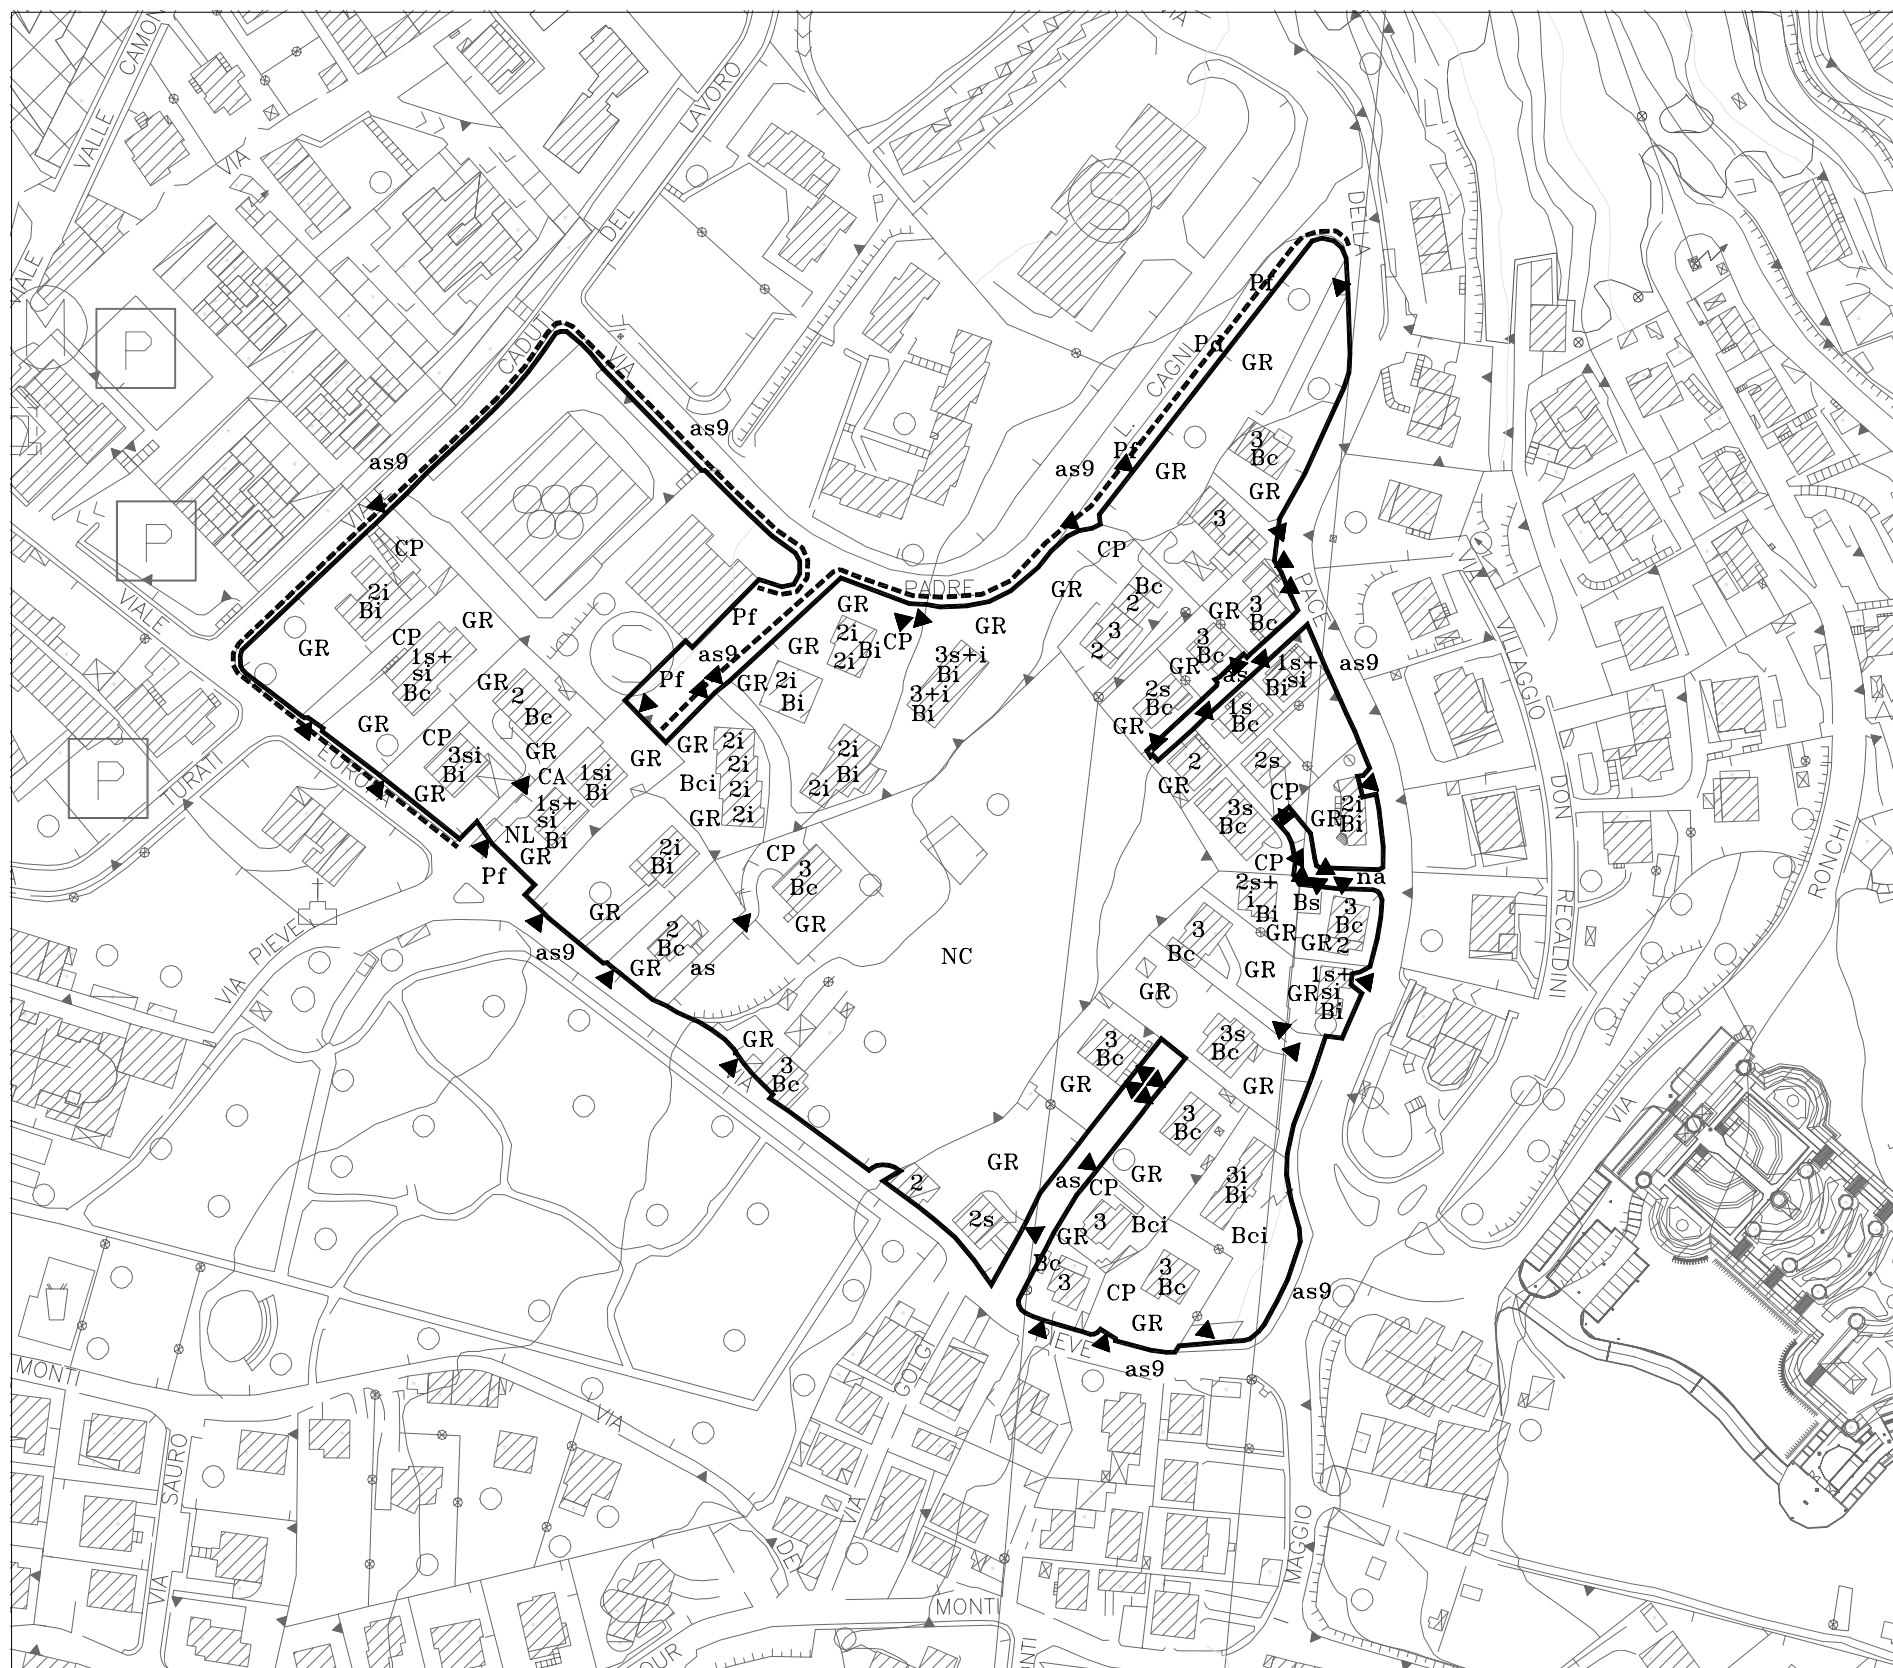 VALLE CAMON
VALLE
VIA
DEL LAVORO
VIA
S
DELLA
Pf
P
M
VIALE
CADUTI
VIA
Pd
GR
CAGNI
as9
as9
as9
Pf
GR
3
Bc
GR
3
P
CP
CP
2i
Bi
PADRE
GR
Bc
2
PACE
VIALE
GR
GR
CP
1s+
si
Bc
Pf
GR
2i
Bi
2i
CP
GR
GR
3
2
GR
3
Bc
3
Bc
GR
S
as9
3s+i
Bi
3+i
Bi
as
1s+
si
Bi
as9
VILLAGGIO
GR
2
Bc
Pf
GR
2i
Bi
2s
Bc
1s
Bc
GR
GR
CP
3si
Bi
GR
GR
GR
2i
2i
2i
2i
Bci
GR
2i
Bi
2i
2
GR
2s
TURATI
EUROPA
P
GR
CA
1si
Bi
1s+
si
Bi
NL
GR
Pf
3s
Bc
CP
GR
2i
Bi
DON
2i
Bi
CP
3
Bc
GR
CP
2s+
i
Bi
Bs
na
RECALDINI
RONCHI
VIA PIEVE
GR
2
Bc
GR
as
as9
NC
3
Bc
GR
GR
3
Bc
2
GR
GR
1s+
si
Bi
GR
GR
3
Bc
3
Bc
GR
3s
Bc
GR
VIA
VIA
3
Bc
GR
as
GR
CP
3i
Bi
2
2s
GR
3
Bci
Bci
Bc
3
3
Bc
CP
GR
as9
PIEVE
as9
MONTI
VIA
GOLGI
SAURO
VIA
VIA
DEI
MAGGIO
MONTI